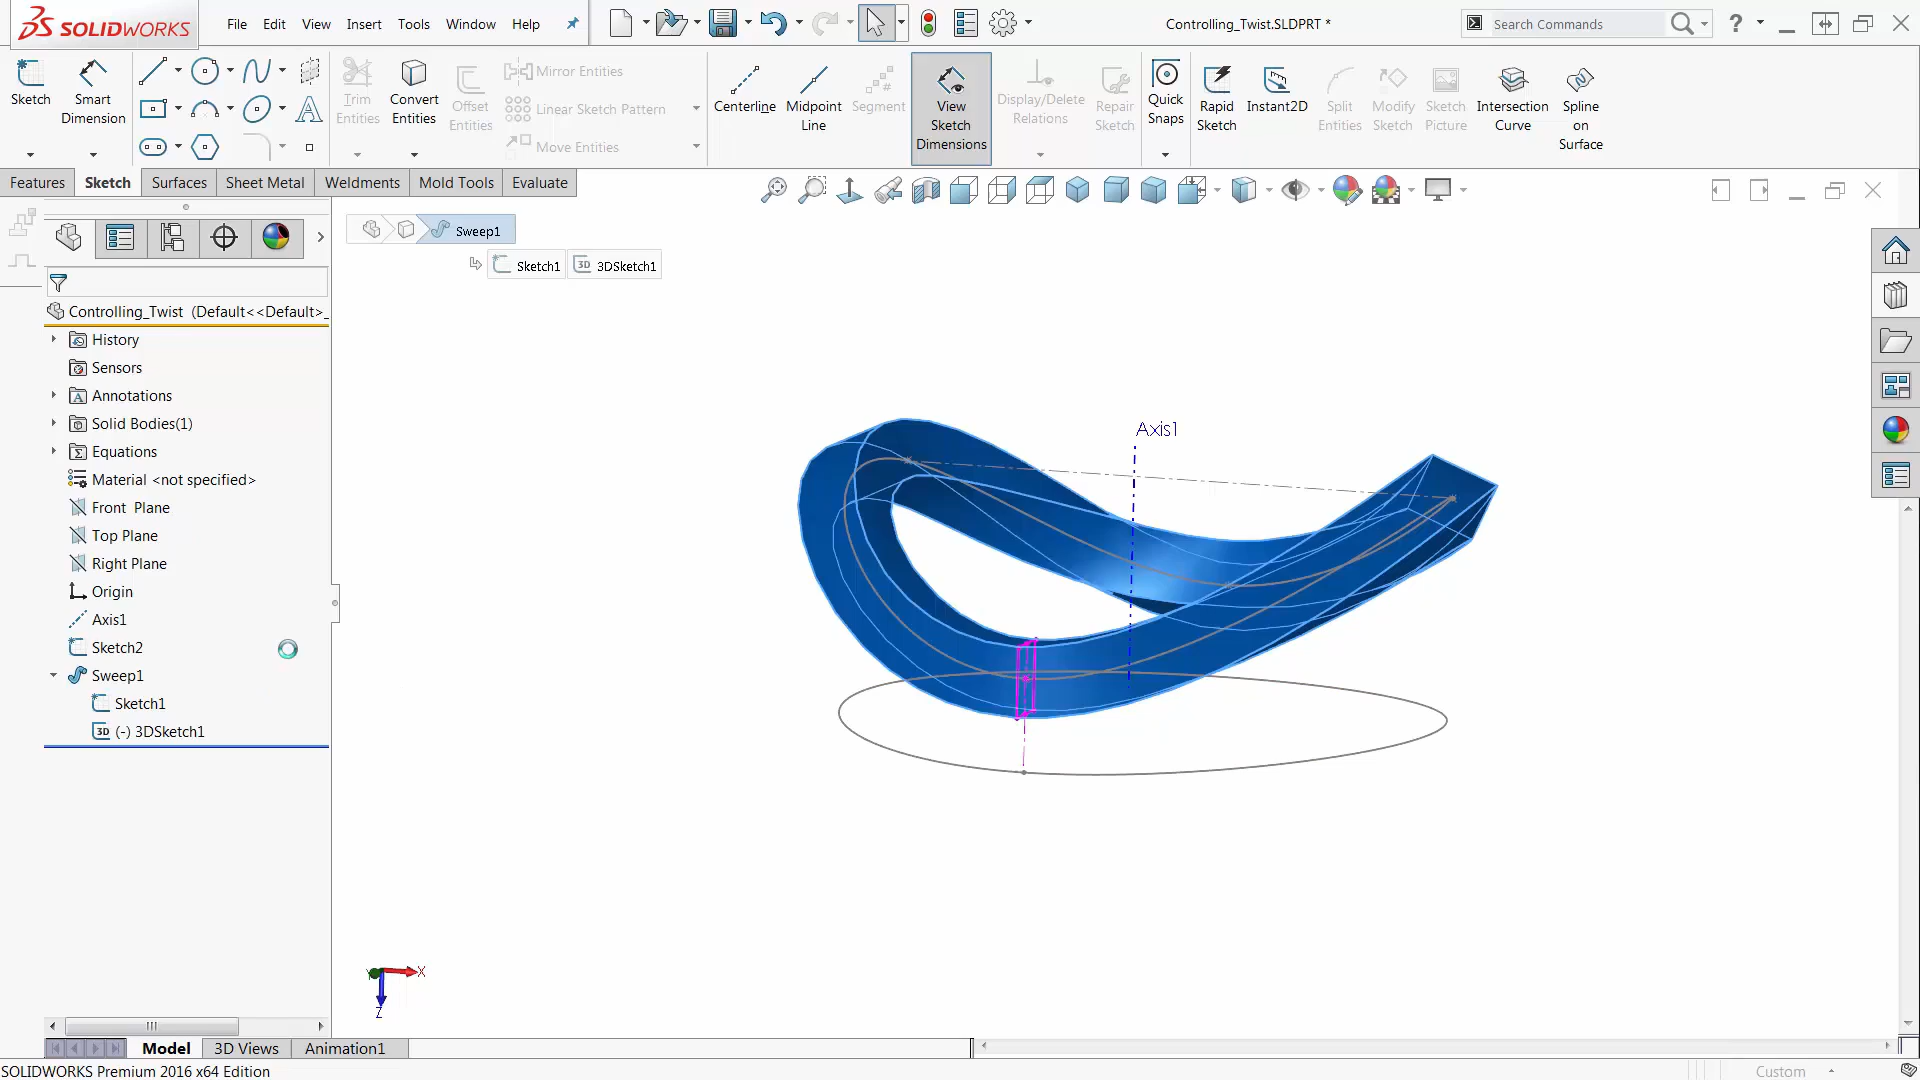 SOLIDWORKS
File Edit View Insert Tools Window Help
Controlling_Twist.SLDPRT *
Search Commands
?
Sketch
Smart
Dimension
Trim
Entities
Convert
Entities
Offset
Entities
Mirror Entities
Linear Sketch Pattern
Move Entities
Centerline
Midpoint
Line
Segment
View
Sketch
Dimensions
Display/Delete
Relations
Repair
Sketch
Quick
Snaps
Rapid
Sketch
Instant2D
Split
Entities
Modify
Sketch
Sketch
Picture
Intersection
Curve
Spline
on
Surface
Features Sketch Surfaces Sheet Metal Weldments Mold Tools Evaluate
Sweep1
Sketch1 3D 3DSketch1
Controlling_Twist (Default<<Default>_
History
Sensors
Annotations
Solid Bodies(1)
Equations
Material <not specified>
Front Plane
Top Plane
Right Plane
Origin
Axis1
Sketch2
Sweep1
Sketch1
3D (-) 3DSketch1
Axis1
X
Z
Model 3D Views Animation1
SOLIDWORKS Premium 2016 x64 Edition
Custom